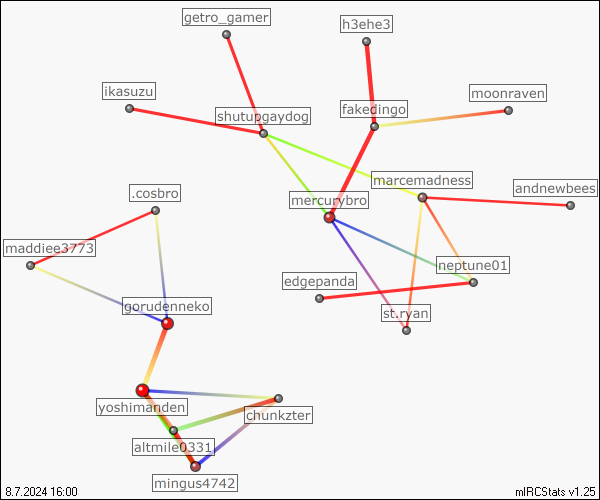 getro_gamer
h3ehe3
ikasuzu
moonraven
shutupgaydog
fakedingo
marcemadness
andnewbees
.cosbro
mercurybro
maddiee3773
neptune01
edgepanda
gorudenneko
st.ryan
yoshimanden
chunkzter
altmile0331
mingus4742
8.7.2024 16:00
mIRCStats v1.25